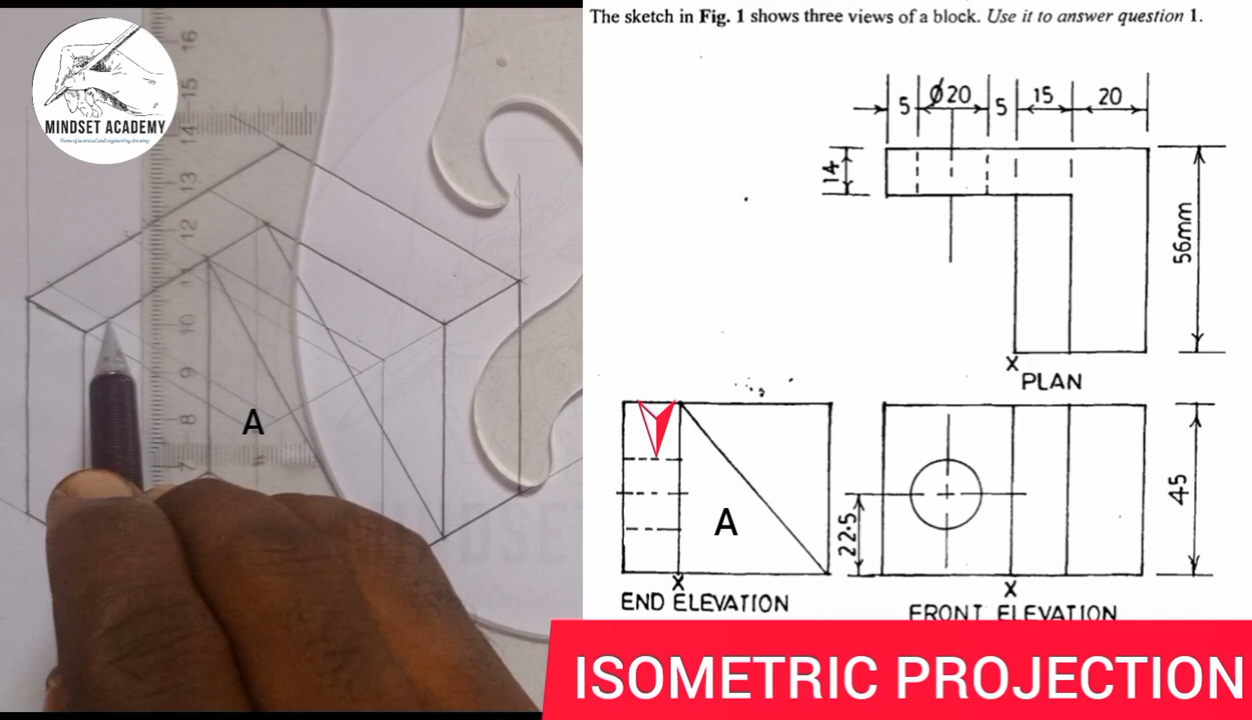 MINDSET ACADEMY
16
15
14
13
12
11
10
9
8
7
A
The sketch in Fig. 1 shows three views of a block. Use it to answer question 1.
5 ϕ20 5 15 20
14
56mm
X
PLAN
A
22.5
45
X
END ELEVATION
X
FRONT ELEVATION
ISOMETRIC PROJECTION